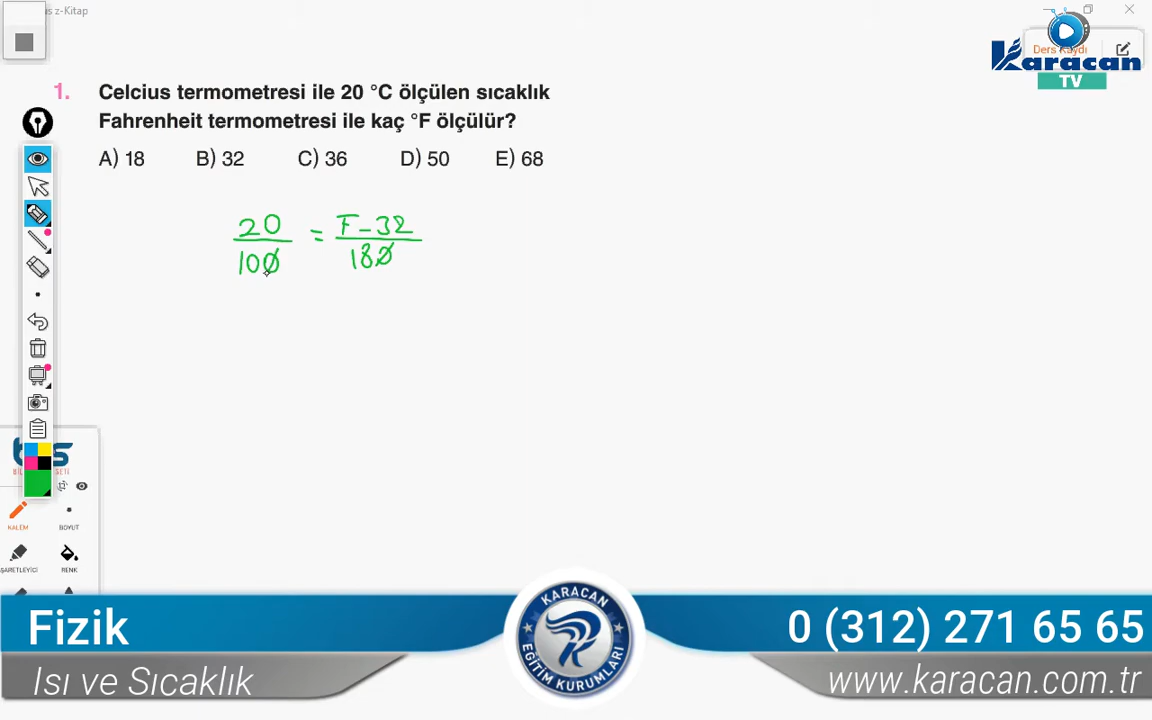 us z-Kitap
Ders Kaydı
Karacan
TV
1. Celcius termometresi ile 20 °C ölçülen sıcaklık
Fahrenheit termometresi ile kaç °F ölçülür?
A) 18 B) 32 C) 36 D) 50 E) 68
20 = F - 32
100 180
KALEM BOYUT
ŞARETLEYİCİ RENK
Fizik
0 (312) 271 65 65
KARACAN
EĞİTİM KURUMLARI
Isı ve Sıcaklık
www.karacan.com.tr